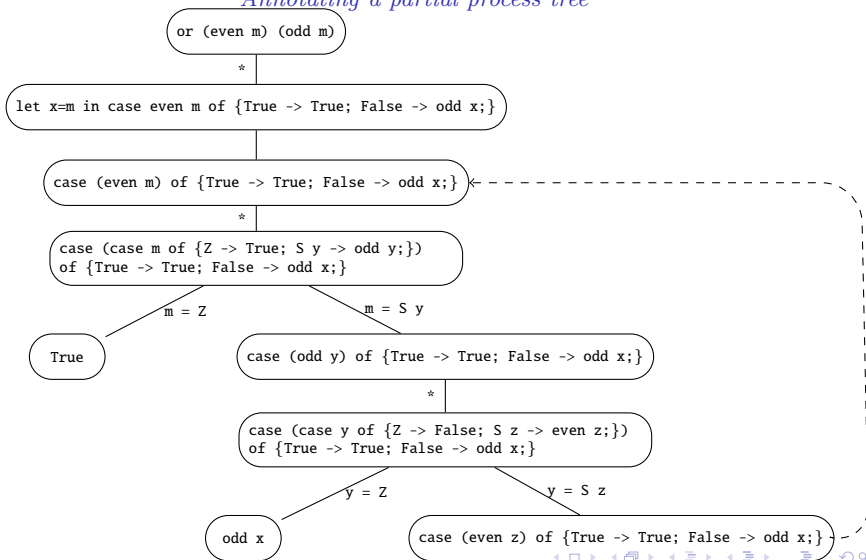 Annotating a partial process tree
or (even m) (odd m)
*
let x=m in case even m of {True -> True; False -> odd x;}
case (even m) of {True -> True; False -> odd x;}
*
case (case m of {Z -> True; S y -> odd y;})
of {True -> True; False -> odd x;}
m = Z
m = S y
True
case (odd y) of {True -> True; False -> odd x;}
*
case (case y of {Z -> False; S z -> even z;})
of {True -> True; False -> odd x;}
y = Z
y = S z
odd x
case (even z) of {True -> True; False -> odd x;}